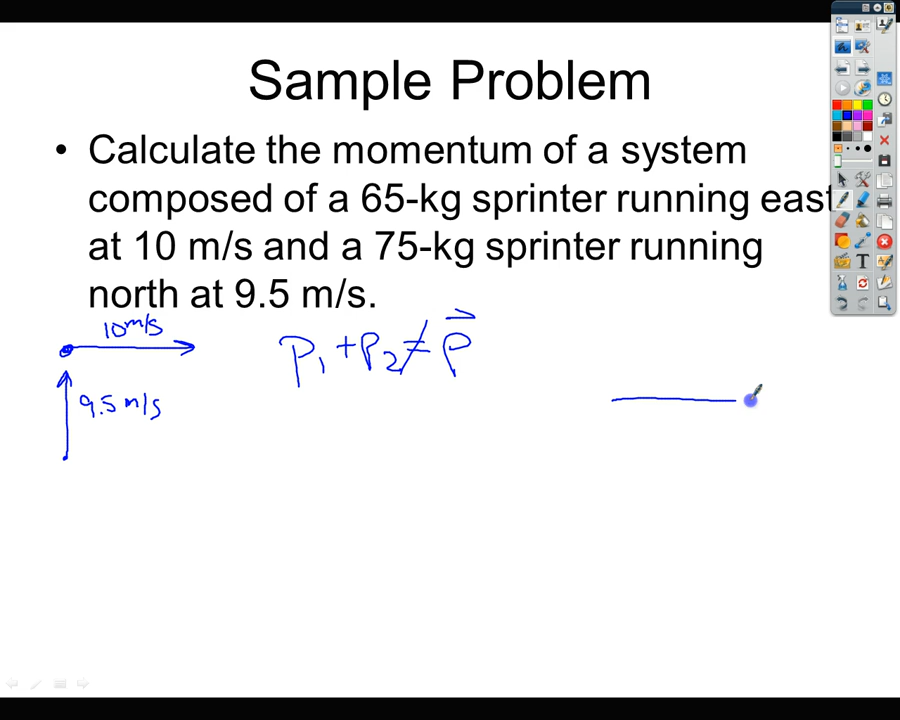 Sample Problem
• Calculate the momentum of a system
composed of a 65-kg sprinter running east
at 10 m/s and a 75-kg sprinter running
north at 9.5 m/s.
10 m/s
p₁ + p₂ ≠ p⃗
9.5 m/s